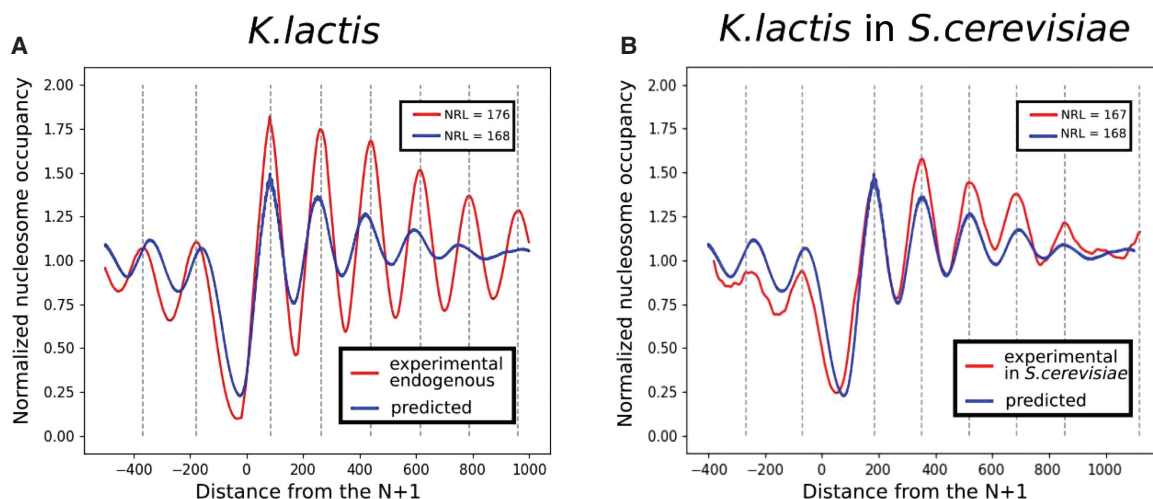 A
K.lactis
Normalized nucleosome occupancy
2.00
1.75
1.50
1.25
1.00
0.75
0.50
0.25
0.00
NRL = 176
NRL = 168
experimental
endogenous
predicted
−400
−200
0
200
400
600
800
1000
Distance from the N+1
B
K.lactis in S.cerevisiae
Normalized nucleosome occupancy
2.00
1.75
1.50
1.25
1.00
0.75
0.50
0.25
0.00
NRL = 167
NRL = 168
experimental
in S.cerevisiae
predicted
−400
−200
0
200
400
600
800
1000
Distance from the N+1